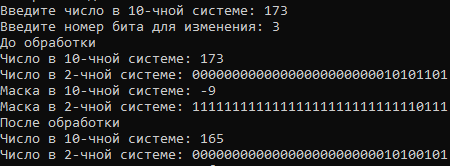 Введите число в 10-чной системе: 173
Введите номер бита для изменения: 3
До обработки
Число в 10-чной системе: 173
Число в 2-чной системе: 00000000000000000000000010101101
Маска в 10-чной системе: -9
Маска в 2-чной системе: 11111111111111111111111111110111
После обработки
Число в 10-чной системе: 165
Число в 2-чной системе: 00000000000000000000000010100101